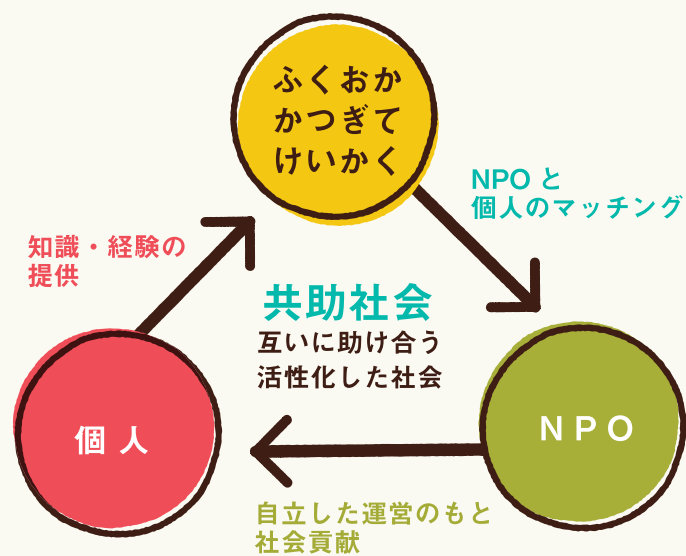 ふくおか
かつぎて
けいかく
NPO と
個人のマッチング
知識・経験の
提供
共助社会
互いに助け合う
活性化した社会
個人
NPO
自立した運営のもと
社会貢献